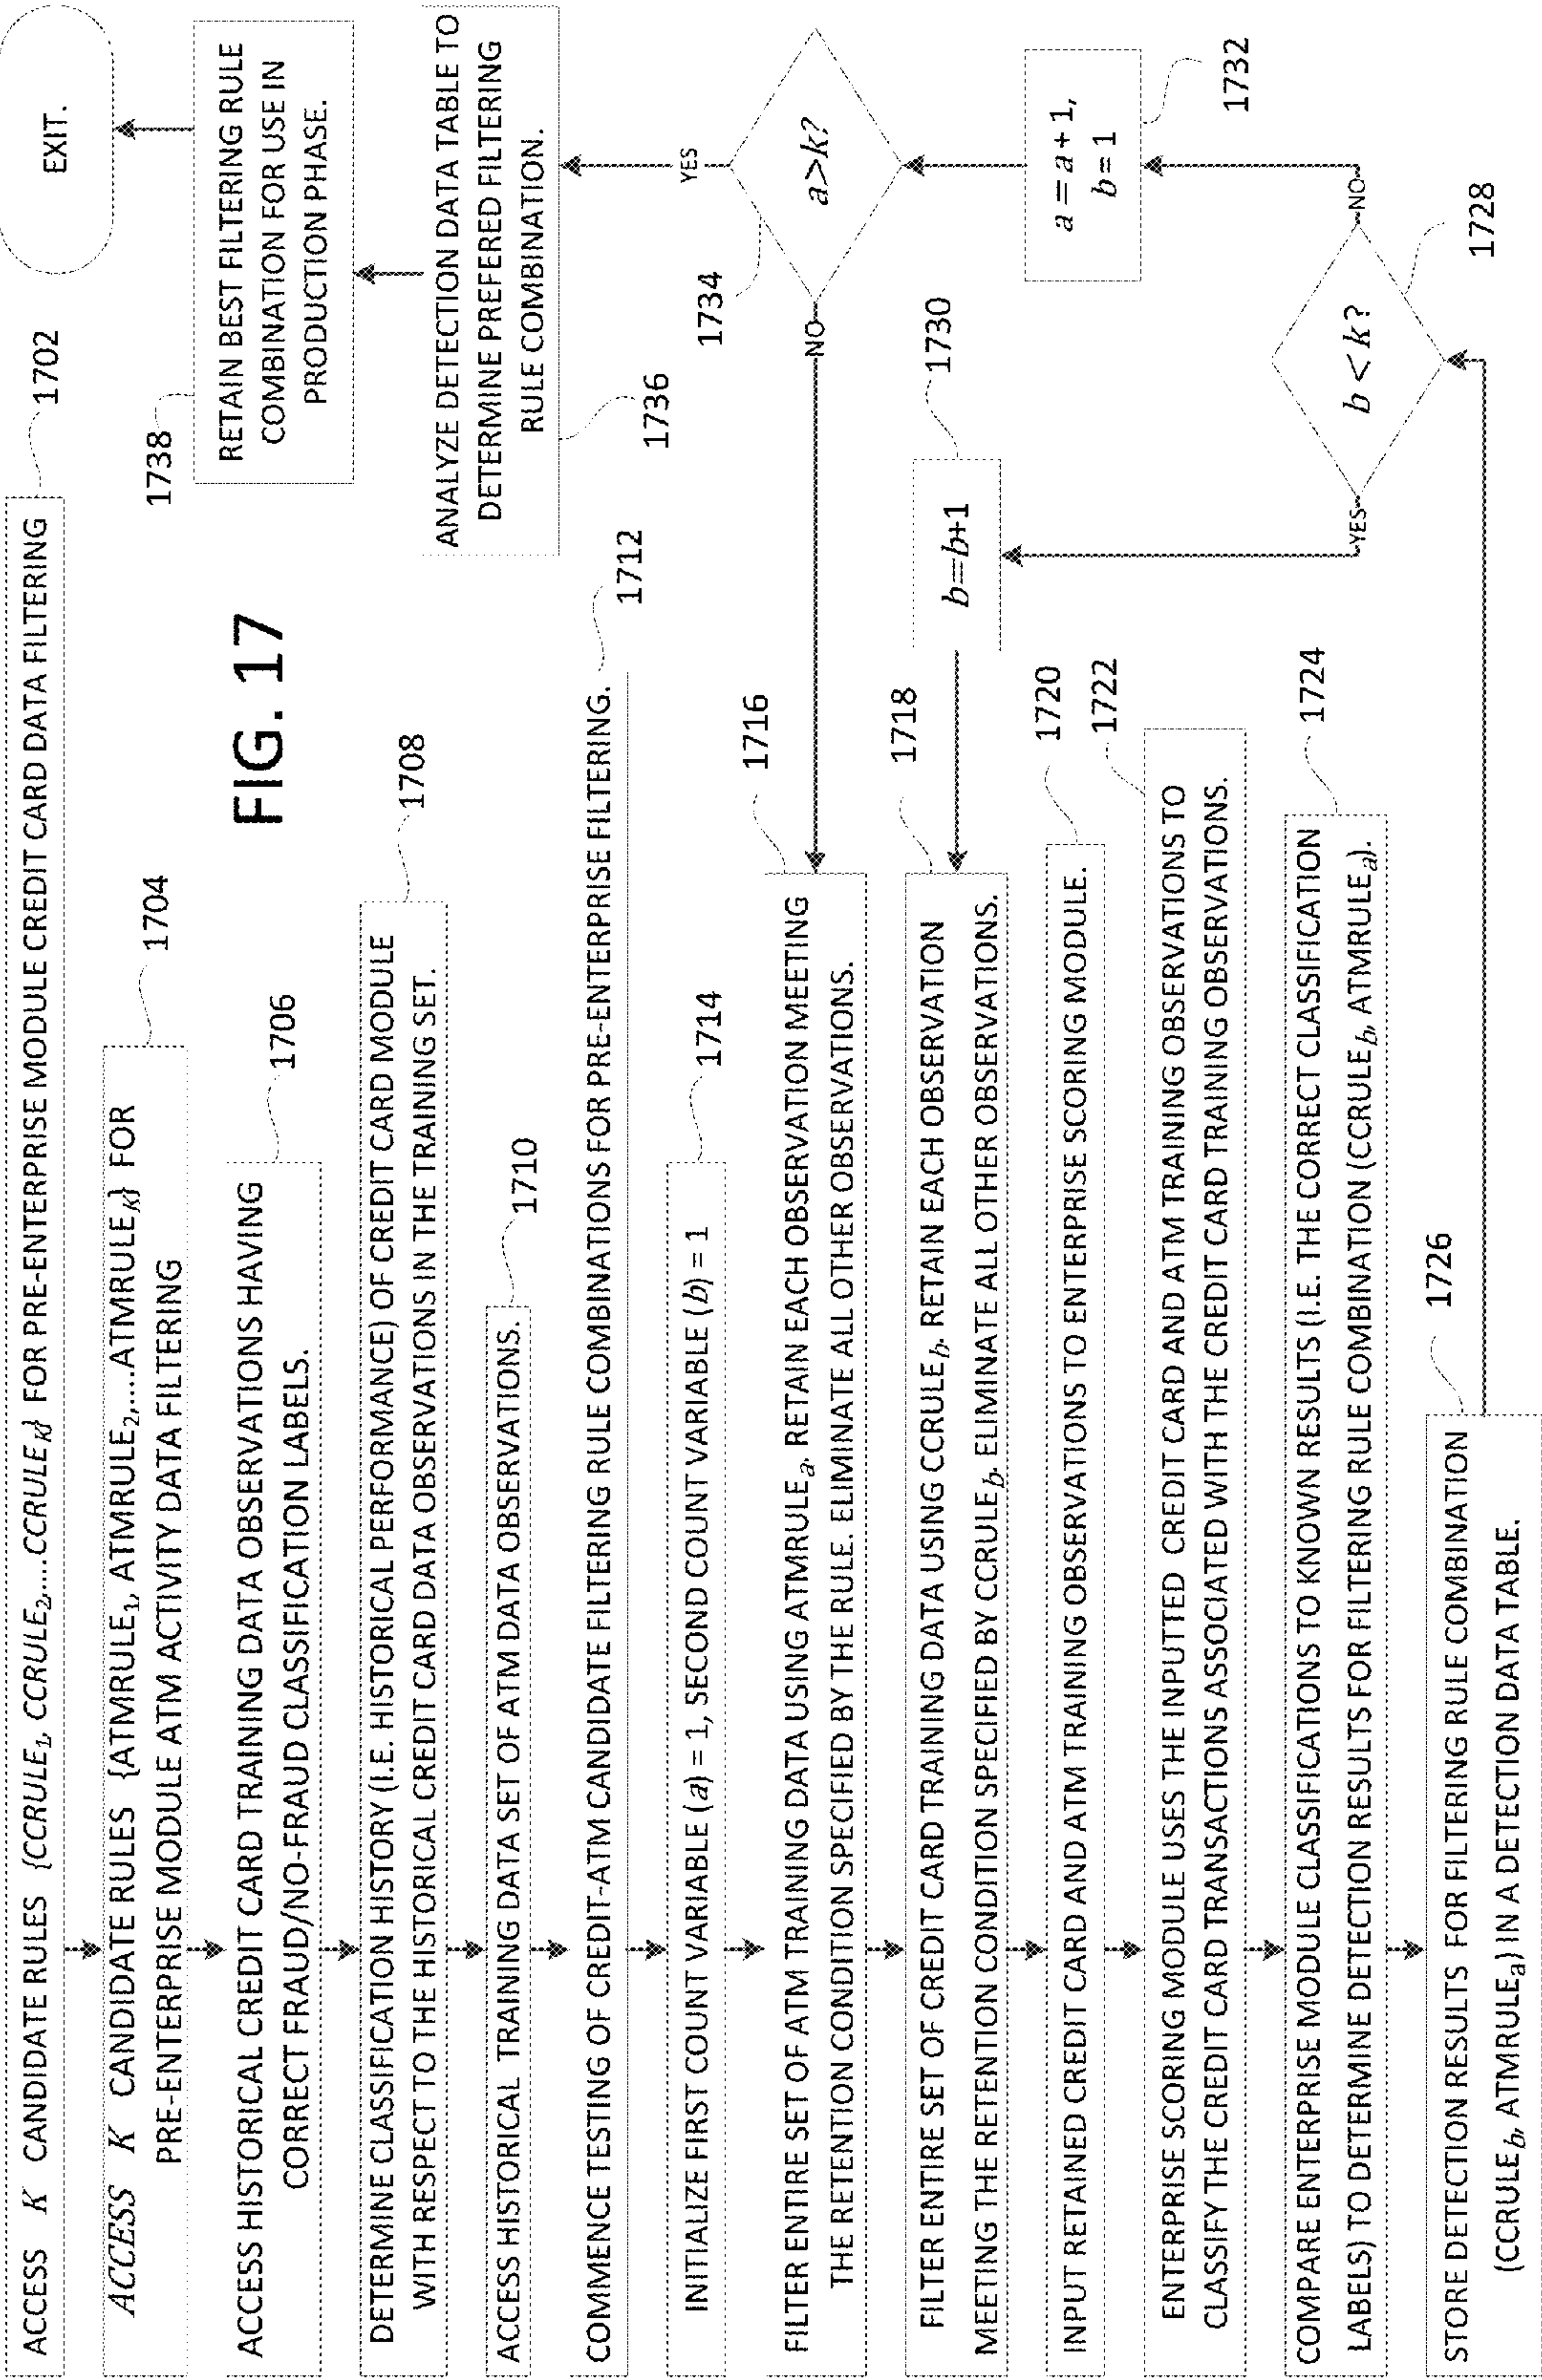 ACCESS K CANDIDATE RULES {CCRULE1, CCRULE2,....CCRULEk} FOR PRE-ENTERPRISE MODULE CREDIT CARD DATA FILTERING
1702
ACCESS K CANDIDATE RULES {ATMRULE1, ATMRULE2,....ATMRULEk} FOR
PRE-ENTERPRISE MODULE ATM ACTIVITY DATA FILTERING
1704
ACCESS HISTORICAL CREDIT CARD TRAINING DATA OBSERVATIONS HAVING
CORRECT FRAUD/NO-FRAUD CLASSIFICATION LABELS.
1706
FIG. 17
DETERMINE CLASSIFICATION HISTORY (I.E. HISTORICAL PERFORMANCE) OF CREDIT CARD MODULE
WITH RESPECT TO THE HISTORICAL CREDIT CARD DATA OBSERVATIONS IN THE TRAINING SET.
1708
ACCESS HISTORICAL TRAINING DATA SET OF ATM DATA OBSERVATIONS.
1710
COMMENCE TESTING OF CREDIT-ATM CANDIDATE FILTERING RULE COMBINATIONS FOR PRE-ENTERPRISE FILTERING.
1712
INITIALIZE FIRST COUNT VARIABLE (a) = 1, SECOND COUNT VARIABLE (b) = 1
1714
FILTER ENTIRE SET OF ATM TRAINING DATA USING ATMRULEa. RETAIN EACH OBSERVATION MEETING
THE RETENTION CONDITION SPECIFIED BY THE RULE. ELIMINATE ALL OTHER OBSERVATIONS.
1716
FILTER ENTIRE SET OF CREDIT CARD TRAINING DATA USING CCRULEb. RETAIN EACH OBSERVATION
MEETING THE RETENTION CONDITION SPECIFIED BY CCRULEb. ELIMINATE ALL OTHER OBSERVATIONS.
1718
INPUT RETAINED CREDIT CARD AND ATM TRAINING OBSERVATIONS TO ENTERPRISE SCORING MODULE.
1720
ENTERPRISE SCORING MODULE USES THE INPUTTED CREDIT CARD AND ATM TRAINING OBSERVATIONS TO
CLASSIFY THE CREDIT CARD TRANSACTIONS ASSOCIATED WITH THE CREDIT CARD TRAINING OBSERVATIONS.
1722
COMPARE ENTERPRISE MODULE CLASSIFICATIONS TO KNOWN RESULTS (I.E. THE CORRECT CLASSIFICATION
LABELS) TO DETERMINE DETECTION RESULTS FOR FILTERING RULE COMBINATION (CCRULEb, ATMRULEa).
1724
STORE DETECTION RESULTS FOR FILTERING RULE COMBINATION
(CCRULEb, ATMRULEa) IN A DETECTION DATA TABLE.
1726
b < k?
1728
YES
NO
b=b+1
1730
a = a + 1,
b = 1
1732
a>k?
1734
NO
YES
ANALYZE DETECTION DATA TABLE TO
DETERMINE PREFERED FILTERING
RULE COMBINATION.
1736
RETAIN BEST FILTERING RULE
COMBINATION FOR USE IN
PRODUCTION PHASE.
1738
EXIT.